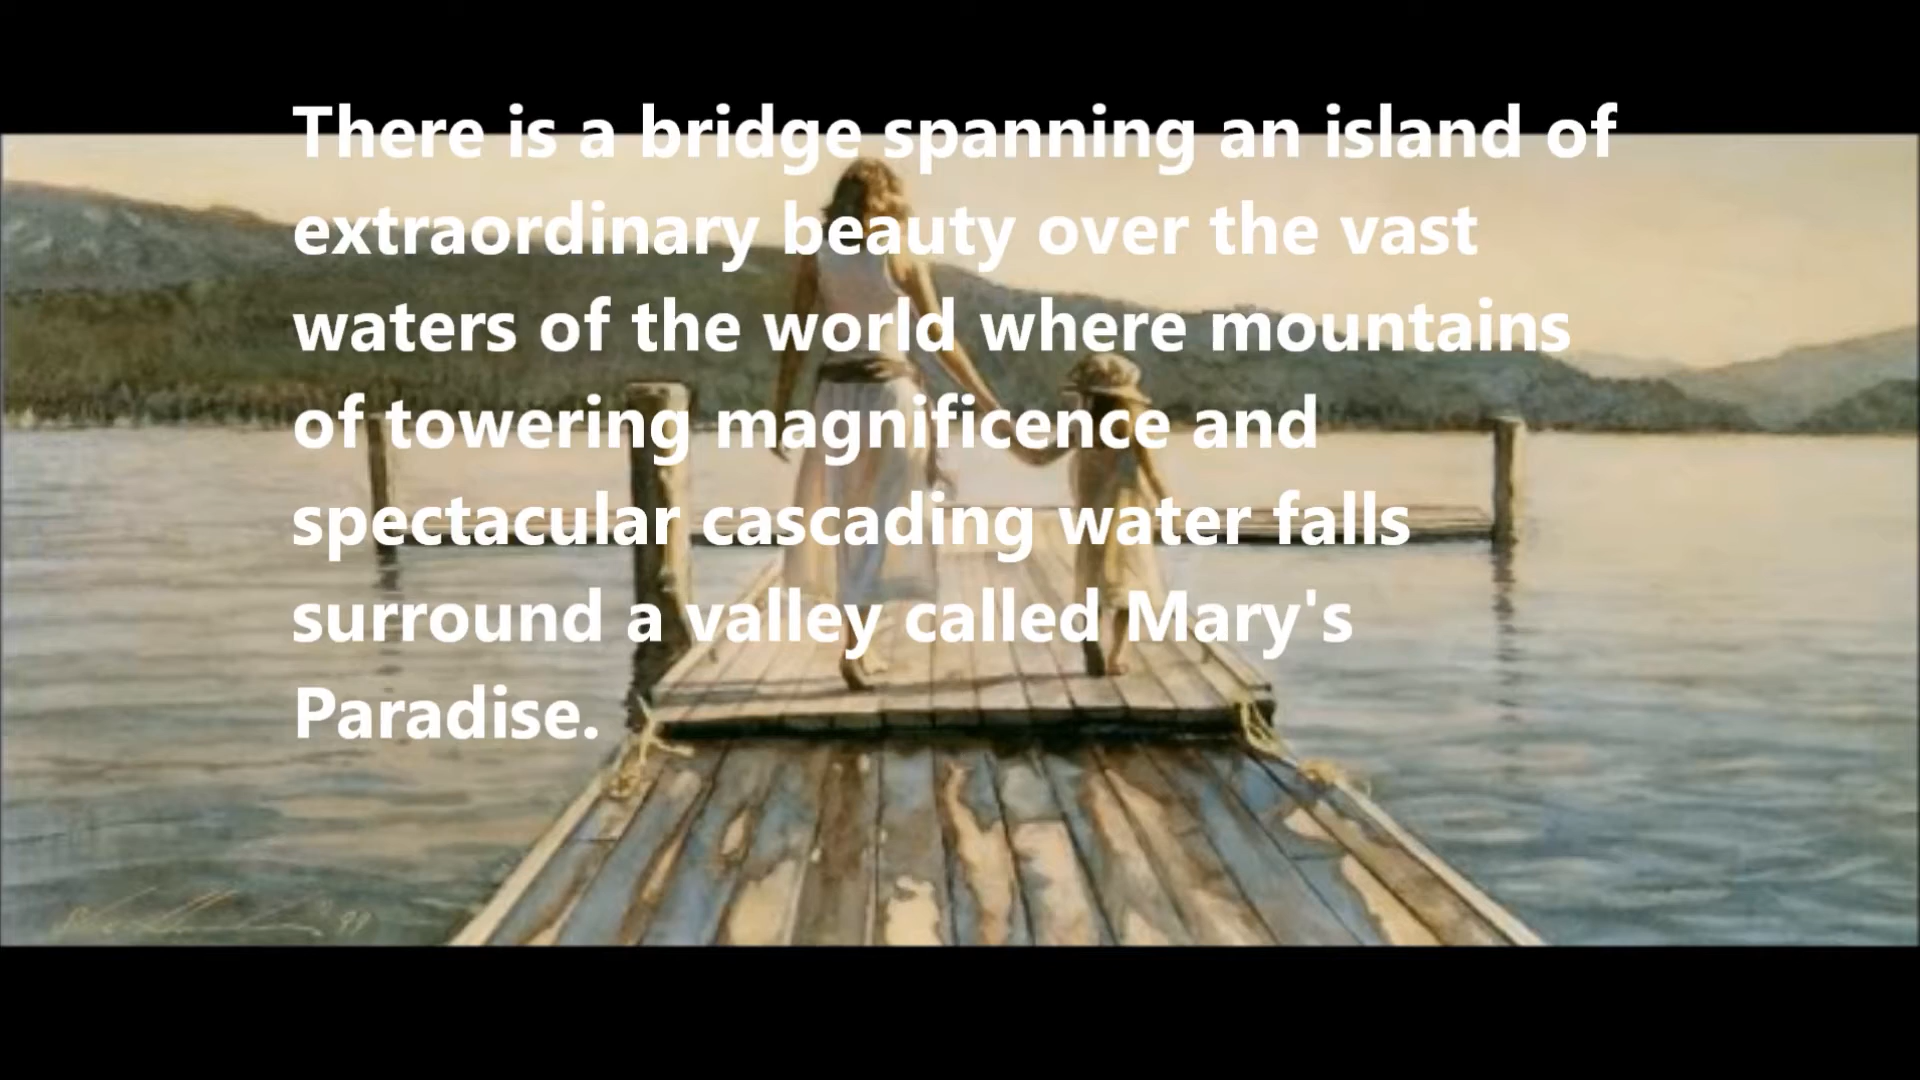 There is a bridge spanning an island of
extraordinary beauty over the vast
waters of the world where mountains
of towering magnificence and
spectacular cascading water falls
surround a valley called Mary's
Paradise.